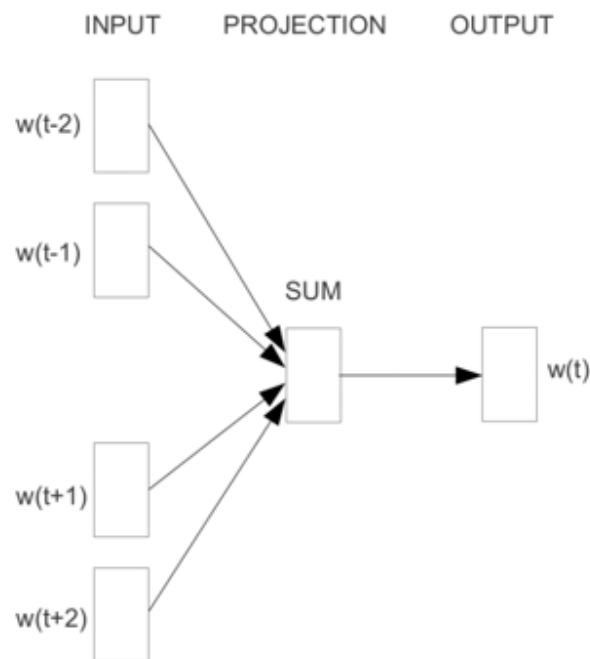 INPUT PROJECTION OUTPUT
w(t-2)
w(t-1)
SUM
w(t)
w(t+1)
w(t+2)